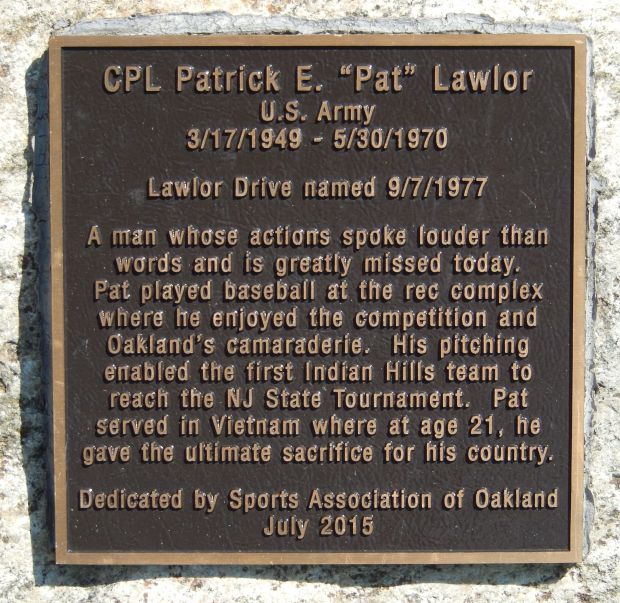 CPL Patrick E. "Pat" Lawlor
U.S. Army
3/17/1949 - 5/30/1970
Lawlor Drive named 9/7/1977
A man whose actions spoke louder than
words and is greatly missed today.
Pat played baseball at the rec complex
where he enjoyed the competition and
Oakland's camaraderie. His pitching
enabled the first Indian Hills team to
reach the NJ State Tournament. Pat
served in Vietnam where at age 21, he
gave the ultimate sacrifice for his country.
Dedicated by Sports Association of Oakland
July 2015